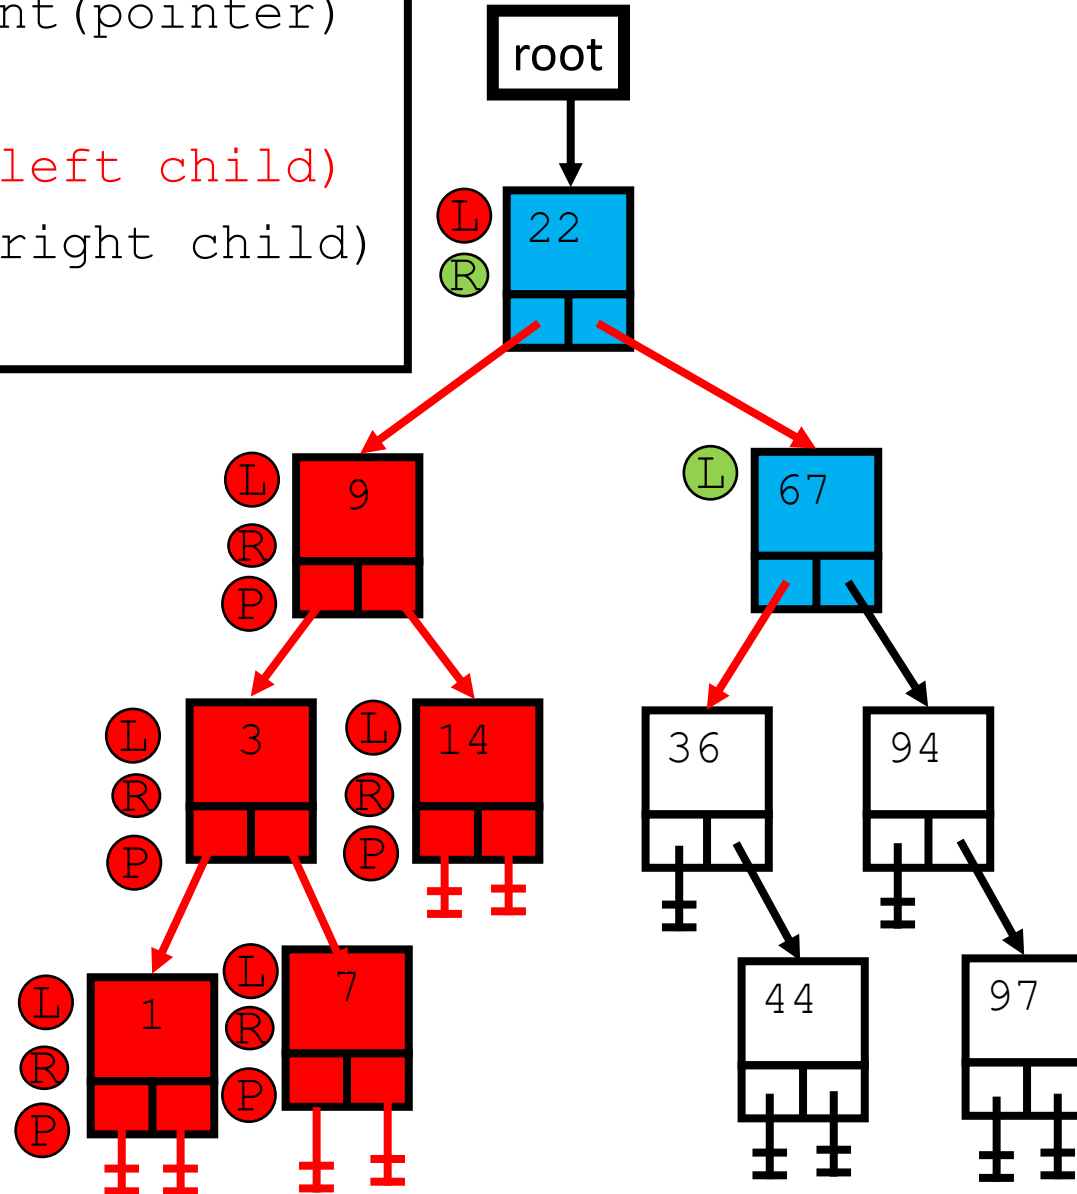 nt(pointer)
left child)
right child)
root
L
22
R
L
9
R
P
L
67
L
3
R
P
L
14
R
P
36
94
L
1
R
P
L
7
R
P
44
97